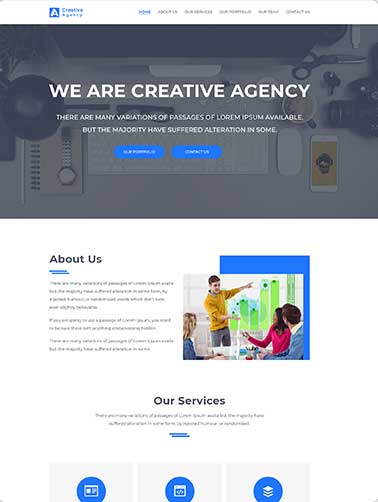 Creative
Agency
HOME ABOUT US OUR SERVICES OUR PORTFOLIO OUR TEAM CONTACT US
WE ARE CREATIVE AGENCY
THERE ARE MANY VARIATIONS OF PASSAGES OF LOREM IPSUM AVAILABLE,
BUT THE MAJORITY HAVE SUFFERED ALTERATION IN SOME.
OUR PORTFOLIO CONTACT US
About Us
There are many variations of passages of Lorem Ipsum availa
but the majority have suffered alteration in some form, by
injected humour, or randomised words which don't look
even slightly believable.
If you are going to use a passage of Lorem Ipsum, you need
to be sure there isn't anything embarrassing hidden.
There are many variations of passages of Lorem Ipsum availa
but the majority have suffered alteration in some
Our Services
There are many variations of passages of Lorem Ipsum available, but the majority have
suffered alteration in some form, by injected humour, or randomised.